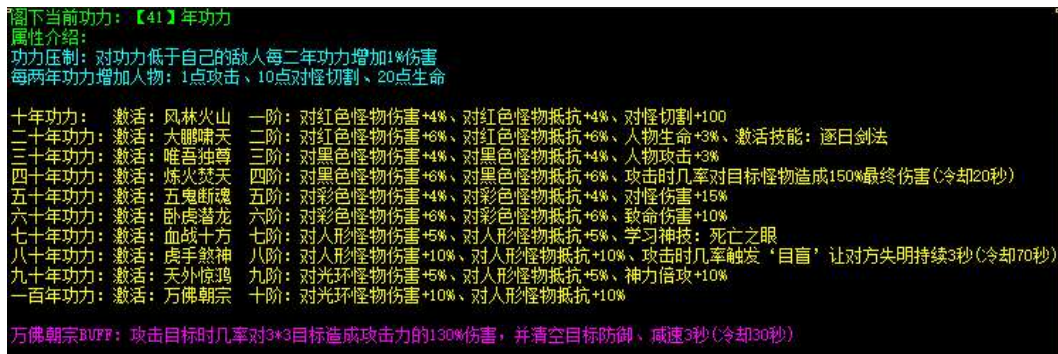 阁下当前功力：【41】年功力
属性介绍：
功力压制：对功力低于自己的敌人每二年功力增加1%伤害
每两年功力增加人物：1点攻击、10点对怪切割、20点生命
十年功力： 激活：风林火山 一阶：对红色怪物伤害+4%、对红色怪物抵抗+4%、对怪切割+100
二十年功力：激活：大鹏啸天 二阶：对红色怪物伤害+6%、对红色怪物抵抗+6%、人物生命+3%、激活技能：逐日剑法
三十年功力：激活：唯吾独尊 三阶：对黑色怪物伤害+4%、对黑色怪物抵抗+4%、人物攻击+3%
四十年功力：激活：炼火焚天 四阶：对黑色怪物伤害+6%、对黑色怪物抵抗+6%、攻击时几率对目标怪物造成150%最终伤害(冷却20秒)
五十年功力：激活：五鬼断魂 五阶：对彩色怪物伤害+4%、对彩色怪物抵抗+4%、对怪伤害+15%
六十年功力：激活：卧虎潜龙 六阶：对彩色怪物伤害+6%、对彩色怪物抵抗+6%、致命伤害+10%
七十年功力：激活：血战十方 七阶：对人形怪物伤害+5%、对人形怪物抵抗+5%、学习神技：死亡之眼
八十年功力：激活：虎手煞神 八阶：对人形怪物伤害+10%、对人形怪物抵抗+10%、攻击时几率触发‘目盲’让对方失明持续3秒(冷却70秒)
九十年功力：激活：天外惊鸿 九阶：对光环怪物伤害+5%、对人形怪物抵抗+5%、神力倍攻+10%
一百年功力：激活：万佛朝宗 十阶：对光环怪物伤害+10%、对人形怪物抵抗+10%
万佛朝宗BUFF：攻击目标时几率对3*3目标造成攻击力的130%伤害，并清空目标防御、减速3秒(冷却30秒)